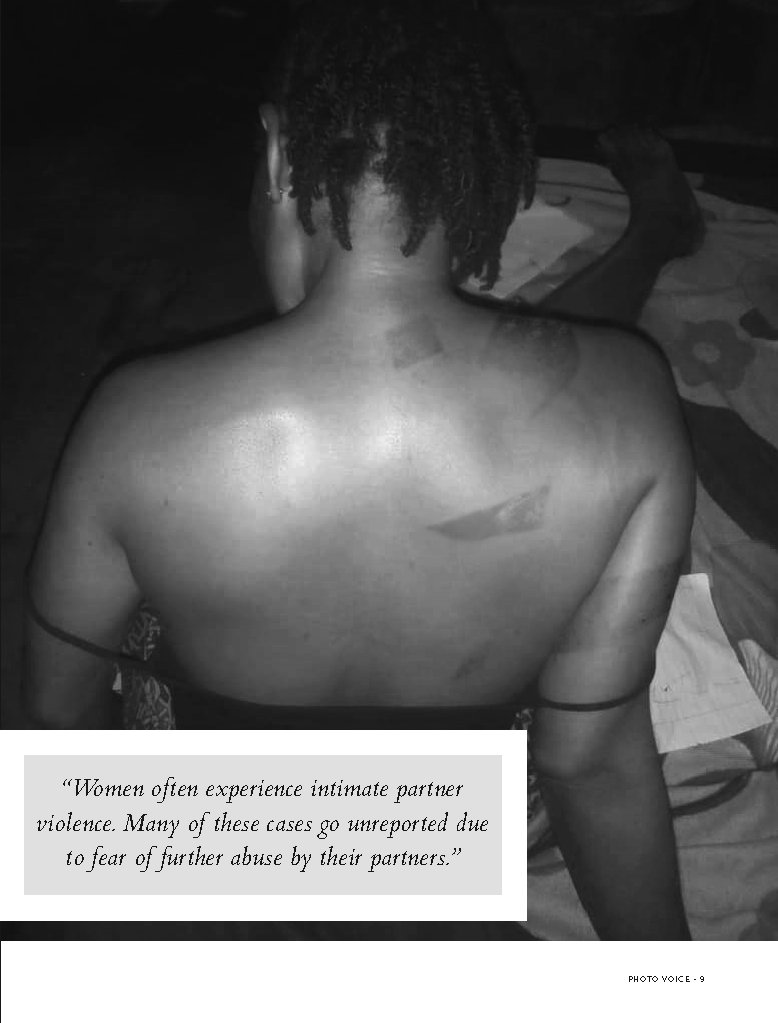 “Women often experience intimate partner
violence. Many of these cases go unreported due
to fear of further abuse by their partners.”
PHOTO VOICE - 9